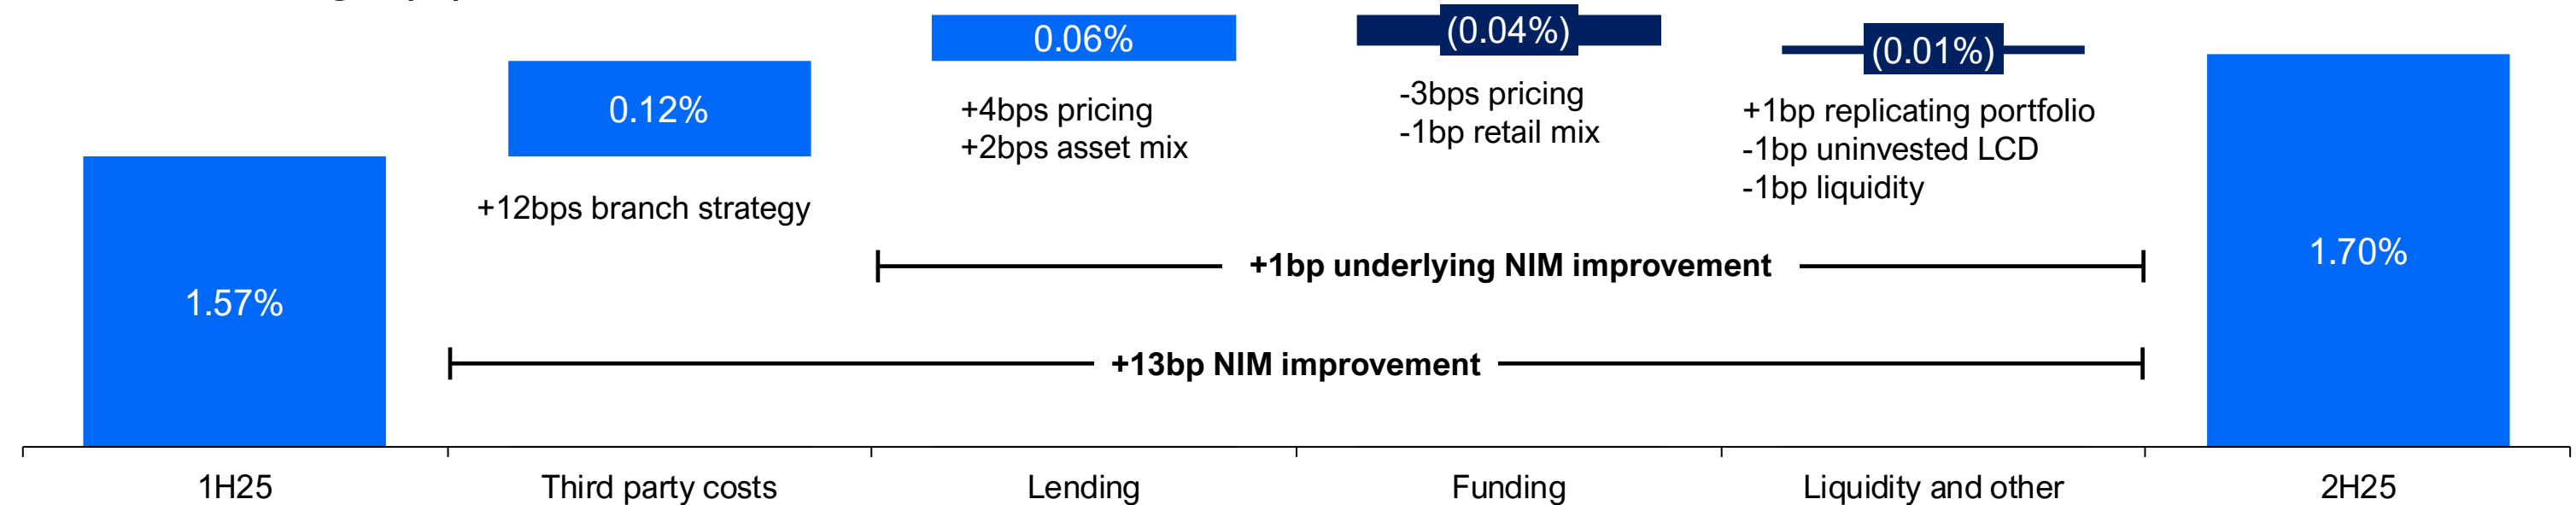 0.06%
(0.04%)
(0.01%)
0.12%
+4bps pricing
+2bps asset mix
-3bps pricing
-1bp retail mix
+1bp replicating portfolio
-1bp uninvested LCD
-1bp liquidity
+12bps branch strategy
+1bp underlying NIM improvement
1.70%
1.57%
+13bp NIM improvement
1H25
Third party costs
Lending
Funding
Liquidity and other
2H25